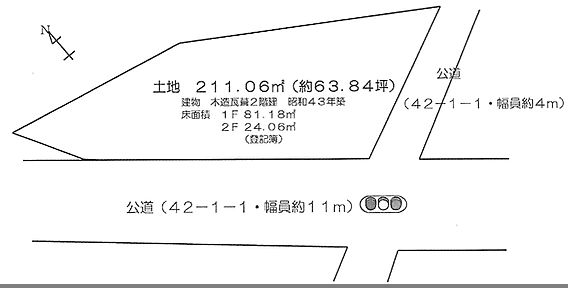 N
土地 211.06㎡(約63.84坪)
建物 木造瓦葺2階建 昭和43年築
床面積 1F 81.18㎡
2F 24.06㎡
(登記簿)
公道
(42-1-1・幅員約4m)
公道(42-1-1・幅員約11m)